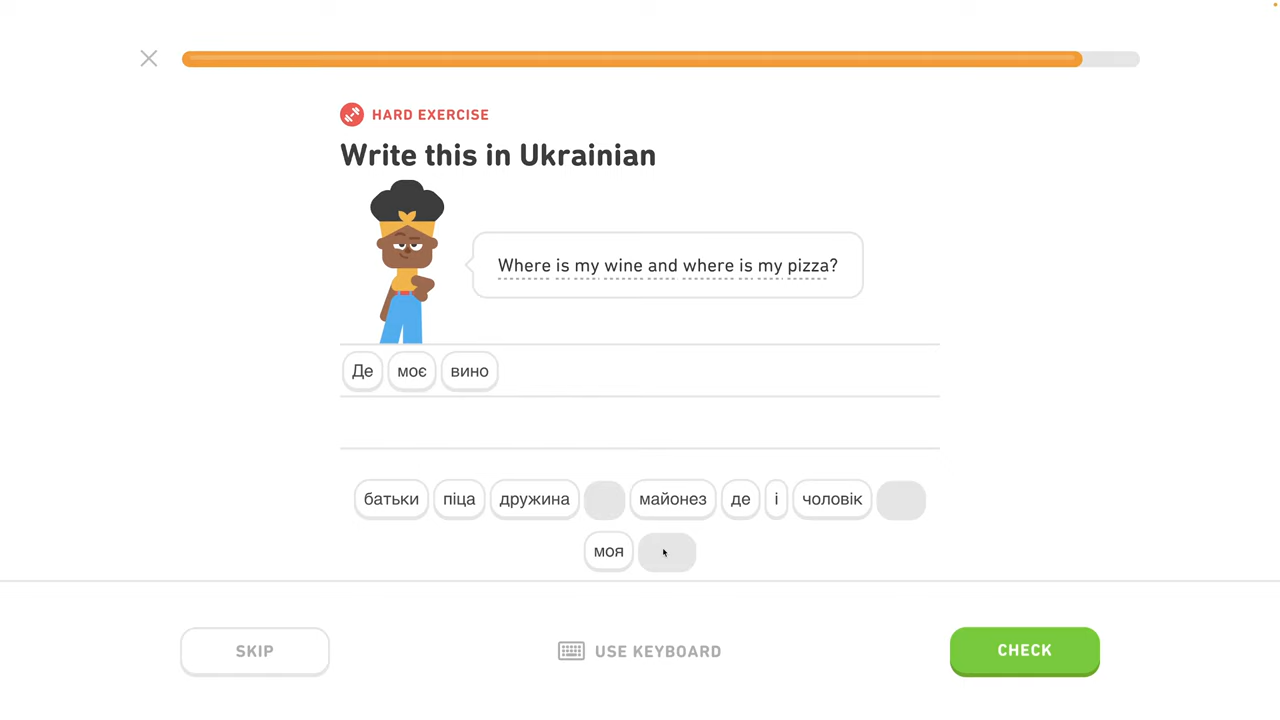 HARD EXERCISE
Write this in Ukrainian
Where is my wine and where is my pizza?
Де моє вино
батьки піца дружина майонез де і чоловік
моя
SKIP USE KEYBOARD CHECK